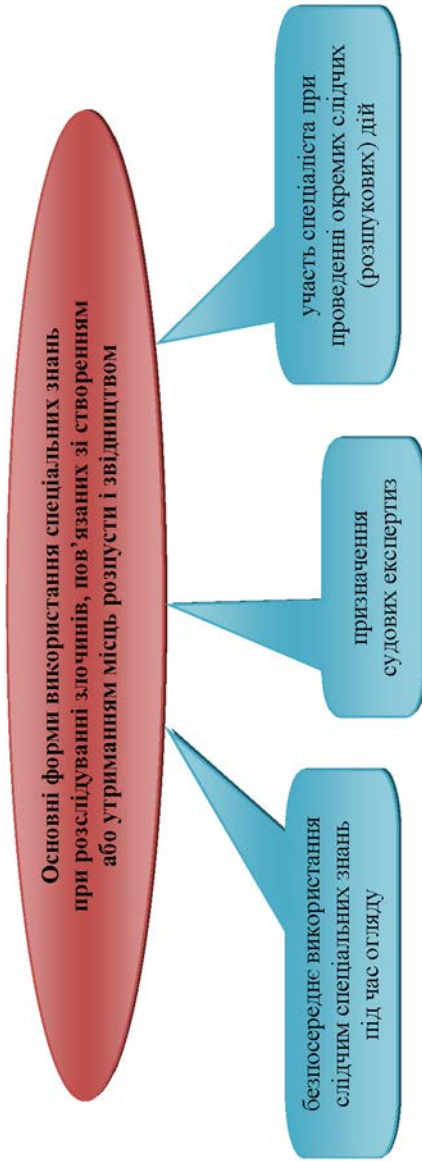 Основні форми використання спеціальних знань
при розслідуванні злочинів, пов’язаних зі створенням
або утриманням місць розпусти і звідництвом
безпосереднє використання
слідчим спеціальних знань
під час огляду
призначення
судових експертиз
участь спеціаліста при
проведенні окремих слідчих
(розшукових) дій